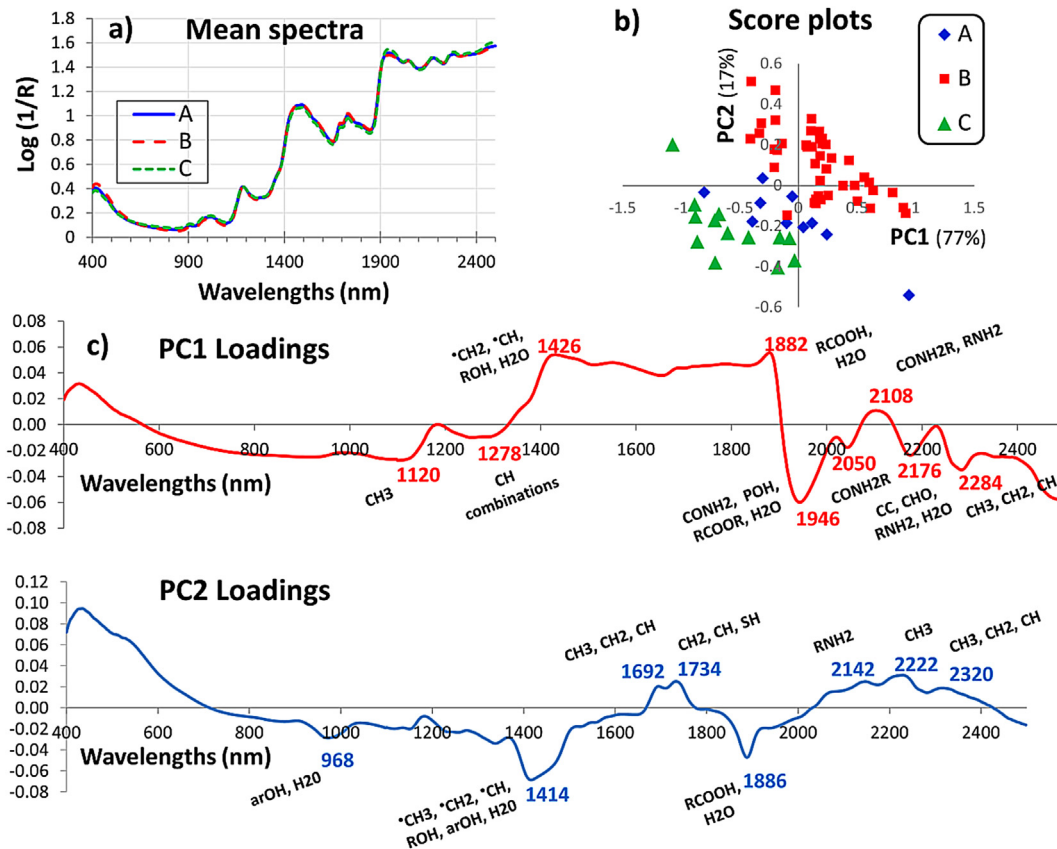 a)
Mean spectra
1.8
1.6
1.4
1.2
1
0.8
0.6
0.4
0.2
0
Log (1/R)
A
B
C
400
900
1400
1900
2400
Wavelengths (nm)
b)
Score plots
A
B
C
PC2 (17%)
0.6
0.4
0.2
0
-0.2
-0.4
-0.6
-1.5
-1
-0.5
0
0.5
1
1.5
PC1 (77%)
c)
PC1 Loadings
0.08
0.06
0.04
0.02
0.00
-0.02
-0.04
-0.06
-0.08
400
600
800
1000
1200
1400
1600
1800
2000
2200
2400
Wavelengths (nm)
CH3
1120
1278
CH
combinations
*CH2, *CH,
ROH, H2O
1426
1882
RCOOH,
H2O
CONH2R, RNH2
2108
CONH2, POH,
RCOOR, H2O
1946
2050
CONH2R
2176
CC, CHO,
RNH2, H2O
2284
CH3, CH2, CH
PC2 Loadings
0.12
0.10
0.08
0.06
0.04
0.02
0.00
-0.02
-0.04
-0.06
-0.08
400
600
800
1000
1200
1400
1600
1800
2000
2200
2400
Wavelengths (nm)
968
arOH, H20
*CH3, *CH2, *CH,
ROH, arOH, H20
1414
CH3, CH2, CH
1692
CH2, CH, SH
1734
RCOOH,
H2O
1886
RNH2
2142
CH3
2222
CH3, CH2, CH
2320